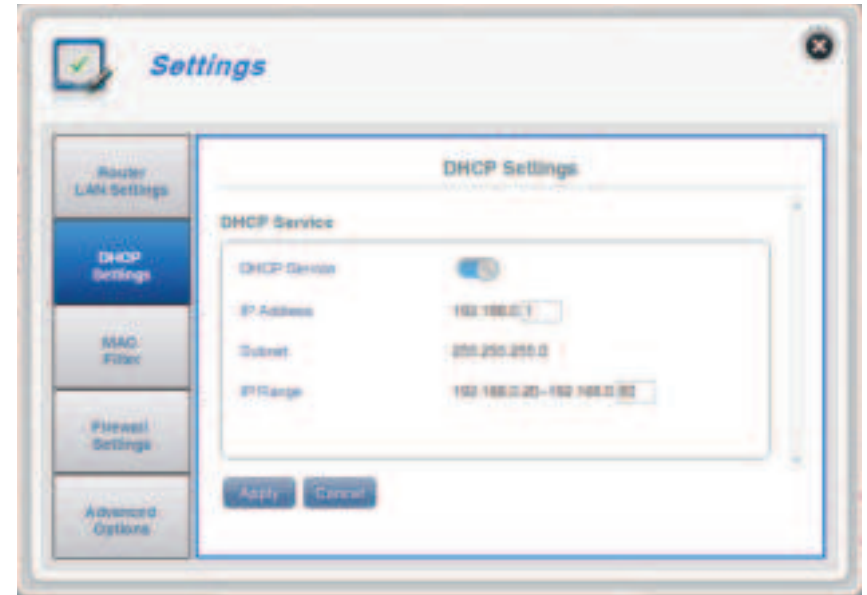 Settings
Router
LAN Settings
DHCP
Settings
MAC
Filter
Firewall
Settings
Advanced
Options
DHCP Settings
DHCP Service
DHCP Service
IP Address 192.168.0. 1
Subnet 255.255.255.0
IP Range 192.168.0.20~192.168.0.
Apply Cancel